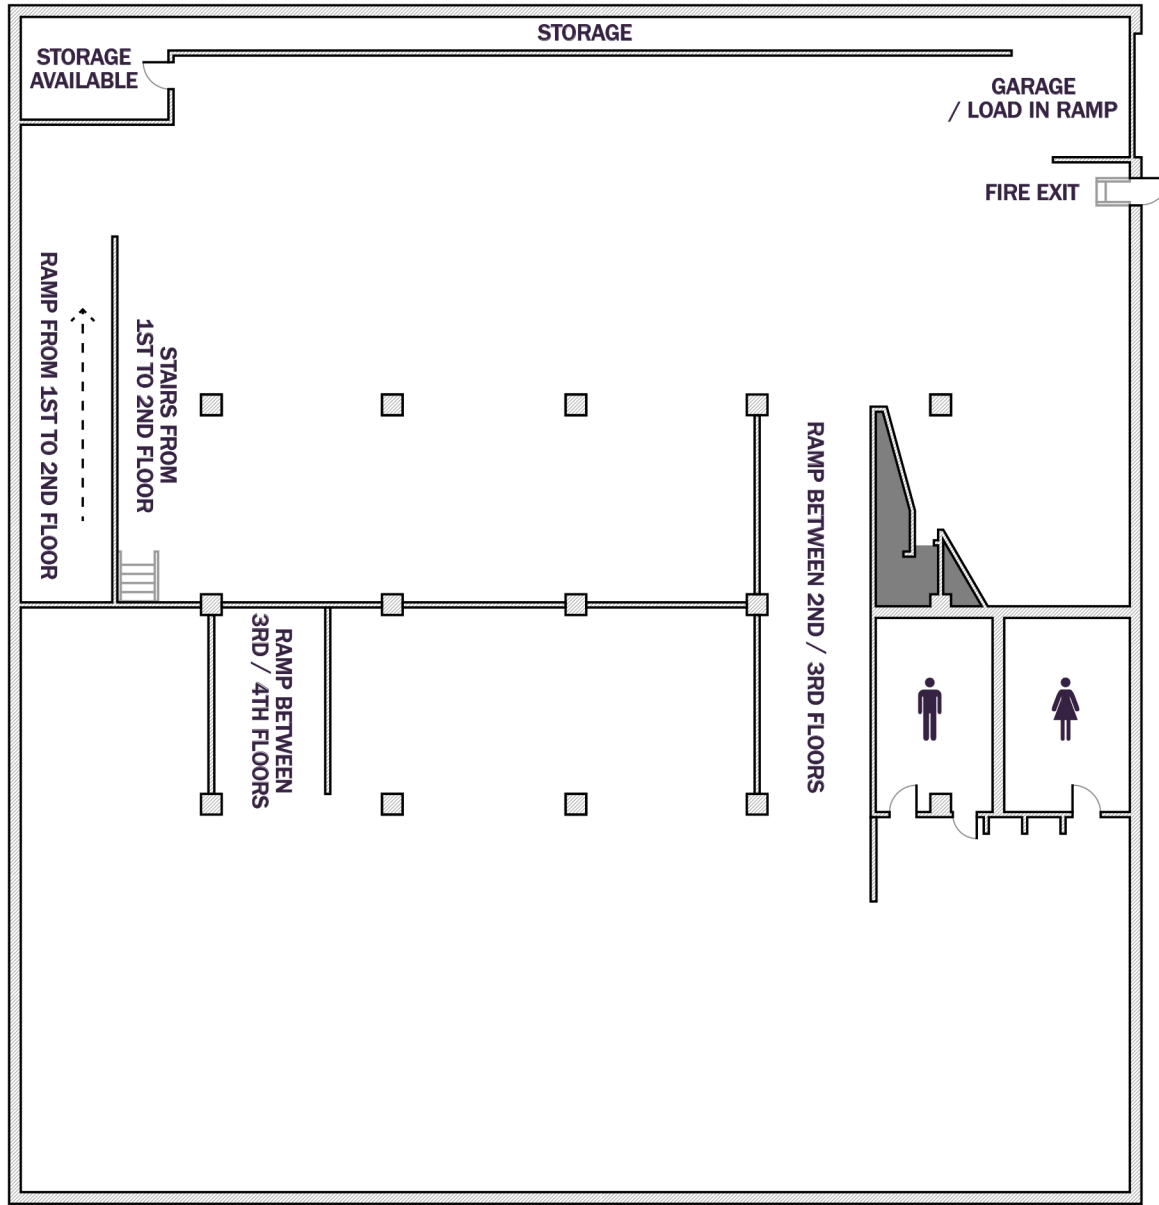 STORAGE
STORAGE
AVAILABLE
GARAGE
/ LOAD IN RAMP
FIRE EXIT
RAMP FROM 1ST TO 2ND FLOOR
STAIRS FROM
1ST TO 2ND FLOOR
RAMP BETWEEN 2ND / 3RD FLOORS
RAMP BETWEEN
3RD / 4TH FLOORS